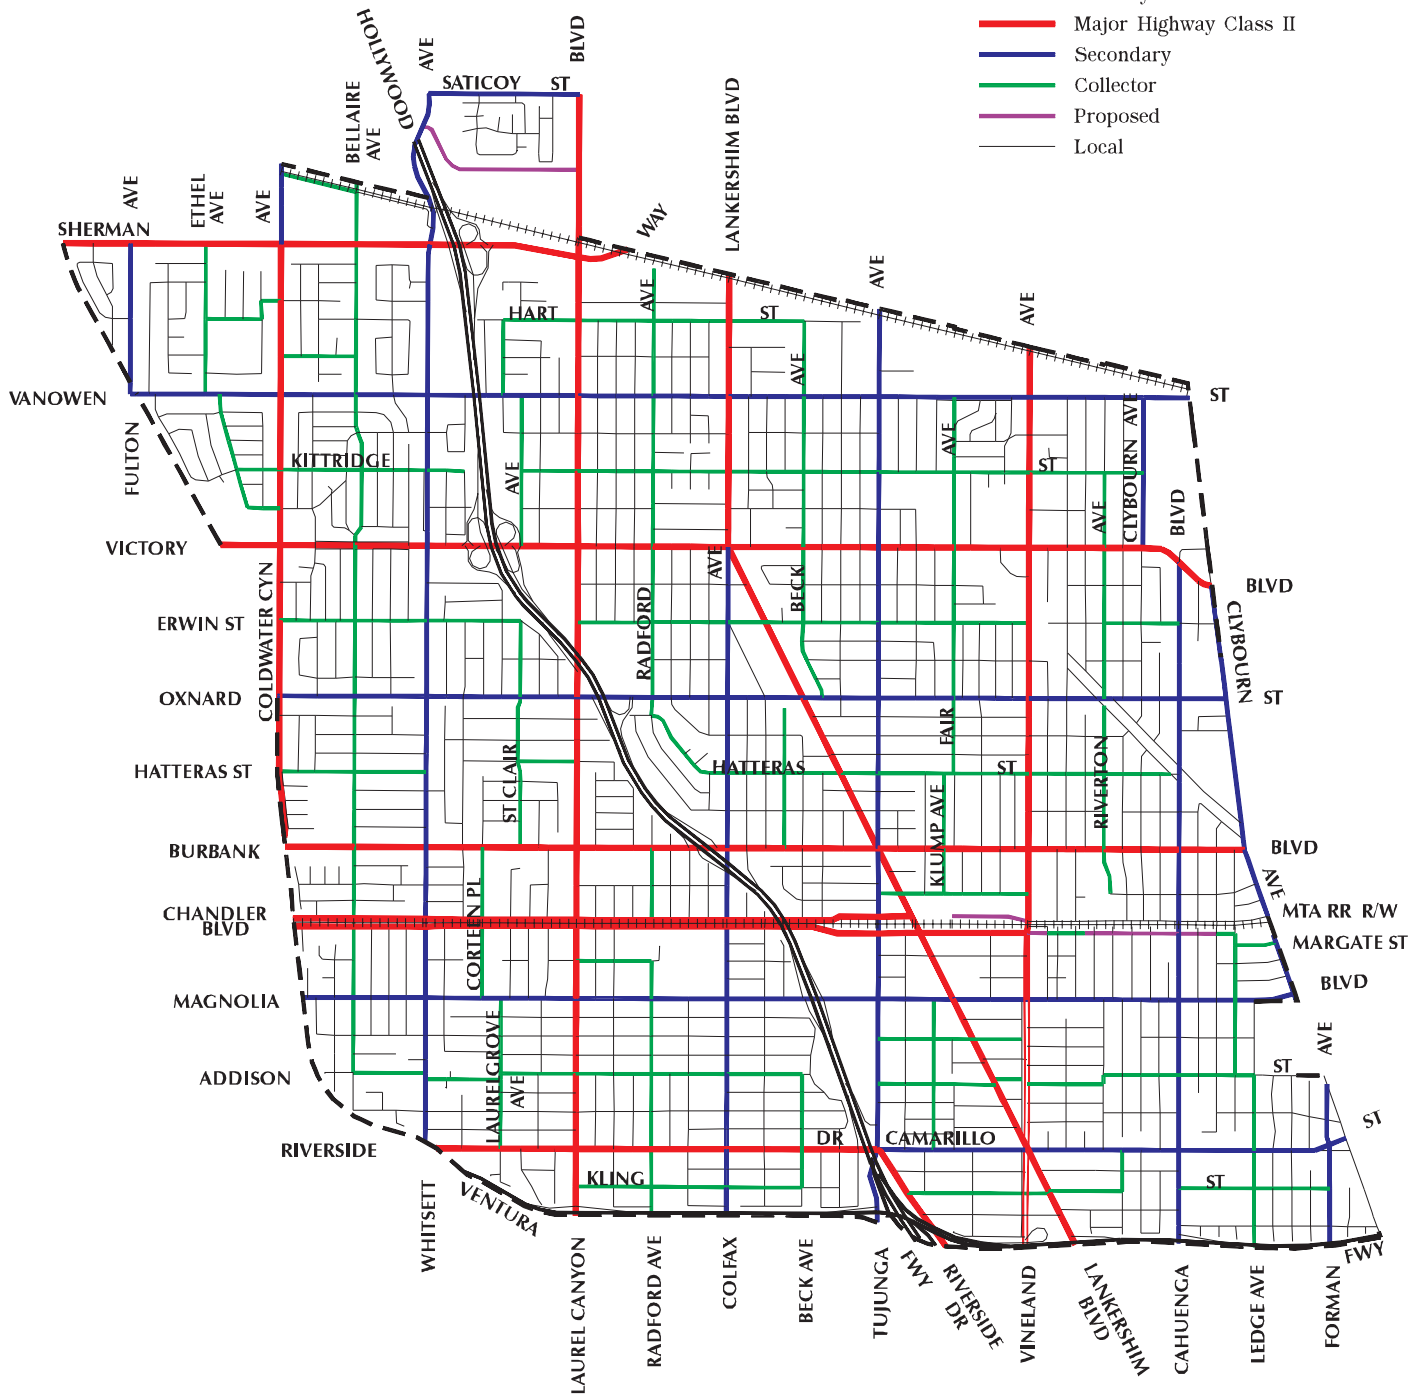 Major Highway Class II
Secondary
Collector
Proposed
Local
HOLLYWOOD
AVE
BLVD
SATICOY ST
BELLAIRE AVE
LANKERSHIM BLVD
AVE
ETHEL AVE
AVE
SHERMAN
WAY
AVE
AVE
AVE
HART ST
AVE
VANOWEN
ST
FULTON
KITTRIDGE
ST
AVE
AVE
AVE
CLYBOURN AVE
BLVD
VICTORY
BLVD
AVE
BECK
COLDWATER CYN
ERWIN ST
RADFORD
CLYBOURN
OXNARD
ST
HATTERAS ST
ST CLAIR
HATTERAS
ST
FAIR
RIVERTON
KLUMP AVE
BURBANK
BLVD
AVE
CHANDLER
BLVD
CORTEEN PL
MTA RR R/W
MARGATE ST
MAGNOLIA
BLVD
LAURELGROVE
AVE
ADDISON
ST
AVE
RIVERSIDE
DR
CAMARILLO
ST
KLING
ST
VENTURA
FWY
WHITSETT
LAUREL CANYON
RADFORD AVE
COLFAX
BECK AVE
TUJUNGA
FWY
RIVERSIDE
DR
VINELAND
LANKERSHIM
BLVD
CAHUENGA
LEDGE AVE
FORMAN